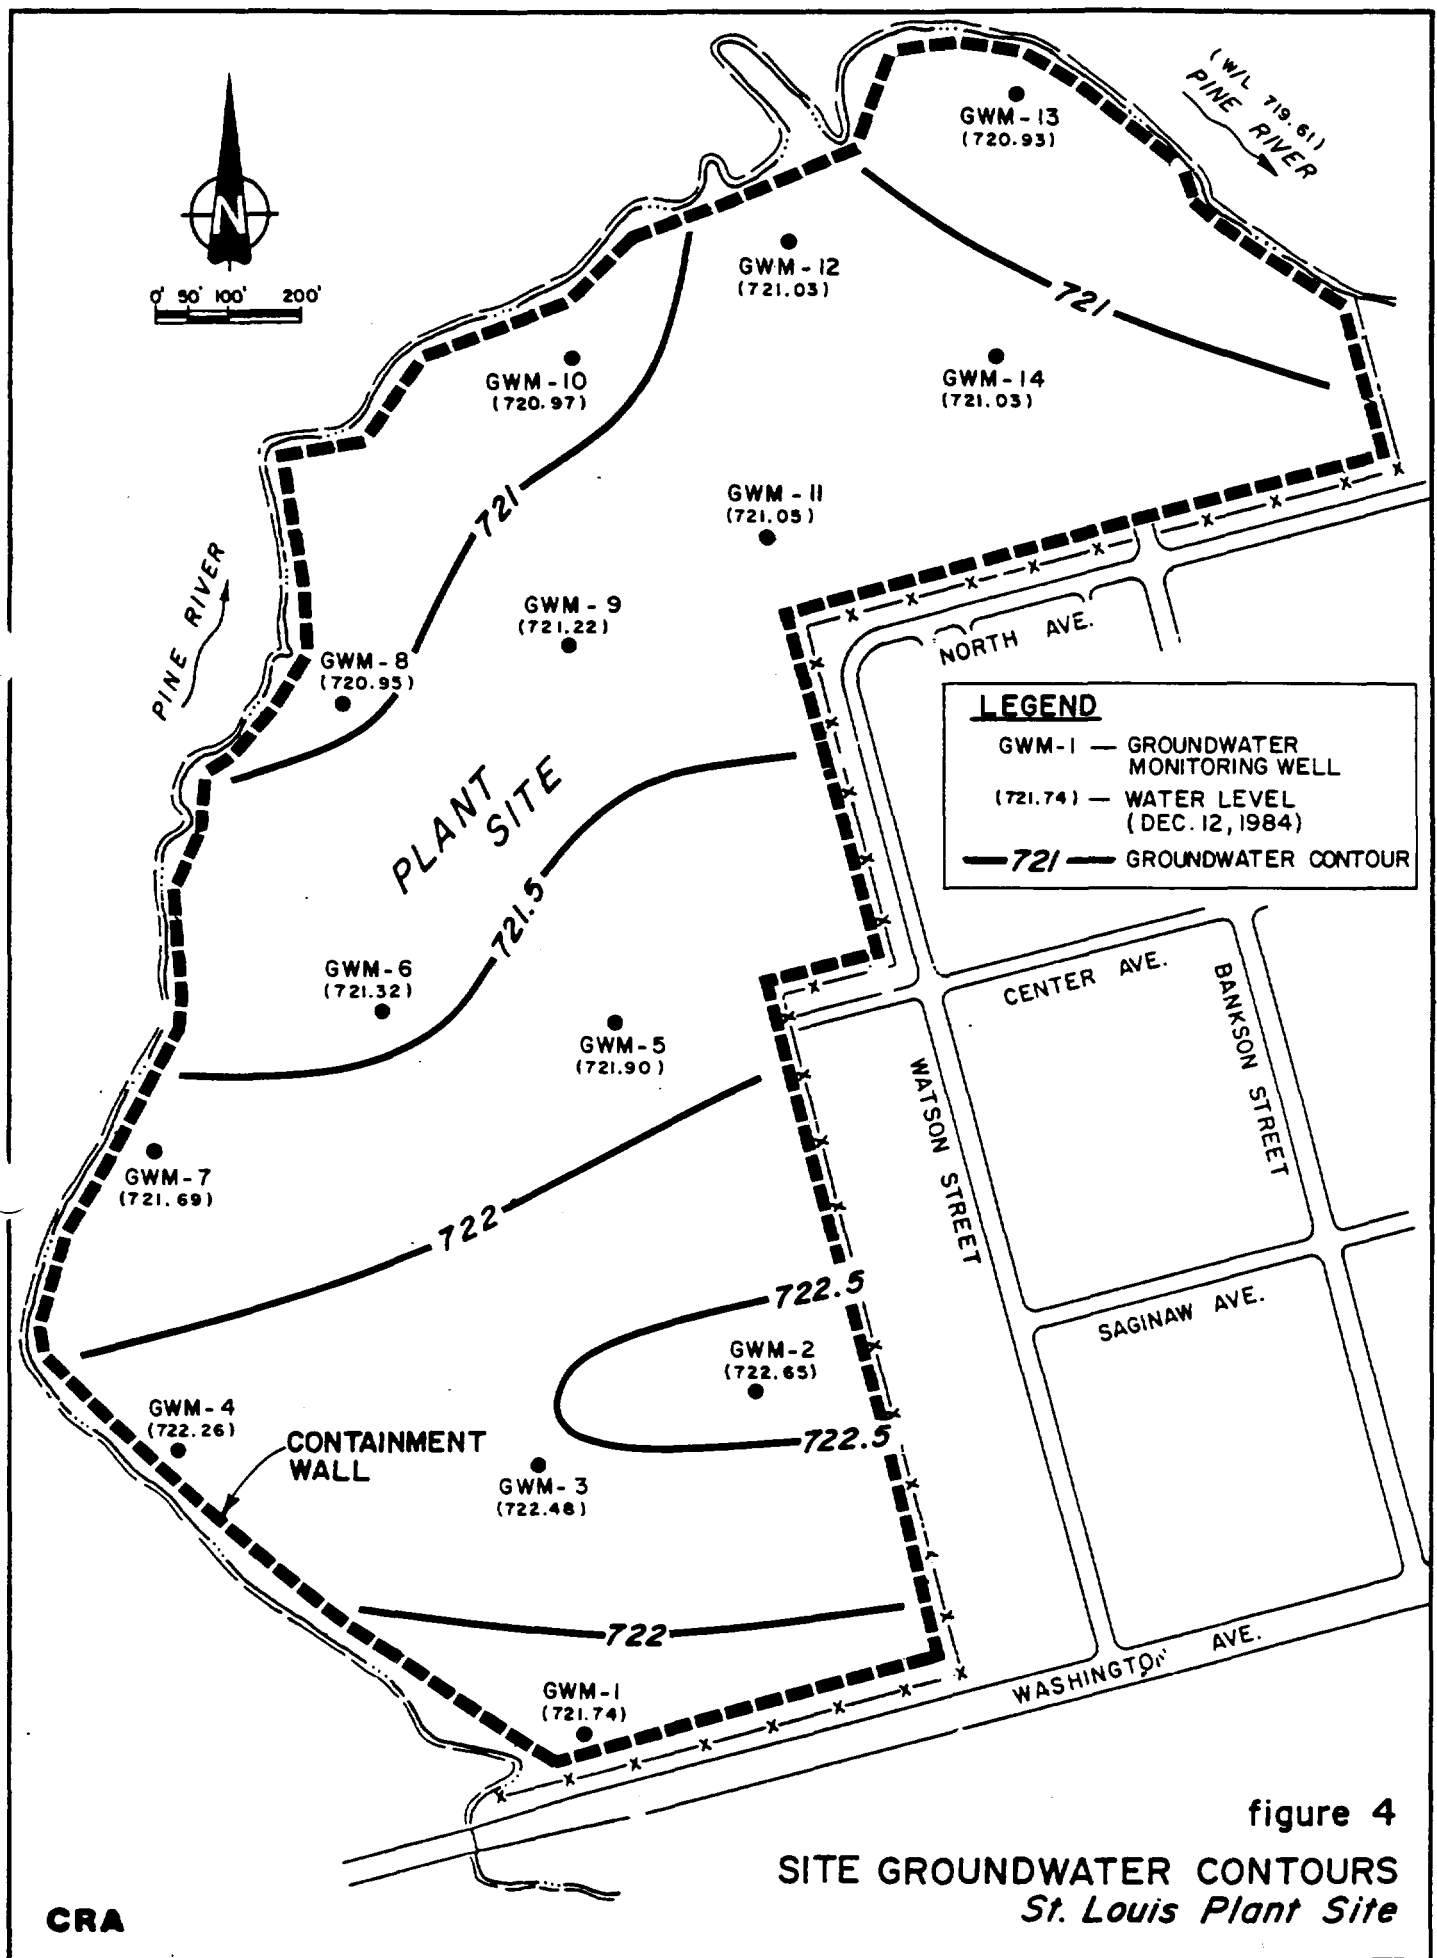 (W/L 719.61)
PINE RIVER
GWM-13
(720.93)
N
0' 50' 100' 200'
GWM-12
(721.03)
721
GWM-10
(720.97)
GWM-14
(721.03)
721
GWM-11
(721.05)
PINE RIVER
GWM-9
(721.22)
GWM-8
(720.95)
NORTH AVE.
LEGEND
GWM-1 — GROUNDWATER
MONITORING WELL
(721.74) — WATER LEVEL
(DEC. 12, 1984)
721 GROUNDWATER CONTOUR
PLANT
SITE
721.5
GWM-6
(721.32)
GWM-5
(721.90)
CENTER AVE.
BANKSON STREET
WATSON STREET
GWM-7
(721.69)
722
722.5
SAGINAW AVE.
GWM-2
(722.65)
GWM-4
(722.26)
722.5
CONTAINMENT
WALL
GWM-3
(722.48)
722
WASHINGTON AVE.
GWM-1
(721.74)
figure 4
SITE GROUNDWATER CONTOURS
St. Louis Plant Site
CRA